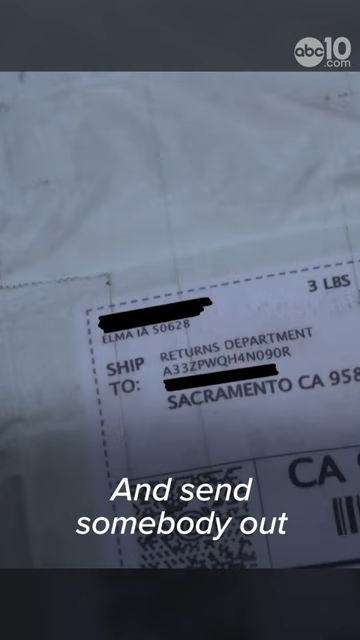 abc10
.com
3 LBS
ELMA IA 50628
SHIP
TO:
RETURNS DEPARTMENT
A33ZPWQH4N090R
SACRAMENTO CA 958
CA
And send
somebody out